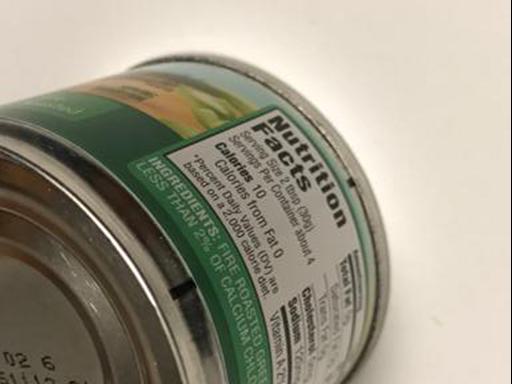 Nutrition
Facts
Serving Size 2 tbsp (30g)
Servings Per Container about 4
Calories 10
Calories from Fat 0
*Percent Daily Values (DV) are
based on a 2,000 calorie diet.
Total Fat
Cholesterol
Sodium
Vitamin A
INGREDIENTS: FIRE ROASTED
LESS THAN 2% OF CALCIUM
02 6